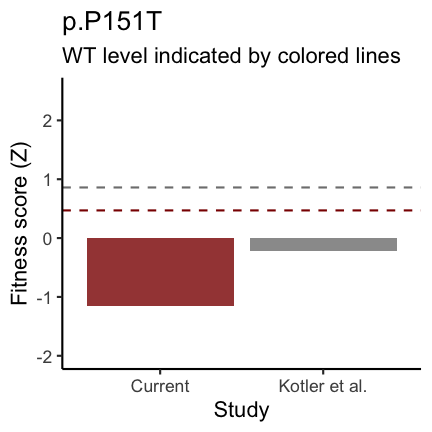 p.P151T
WT level indicated by colored lines
Fitness score (Z)
2
1
0
-1
-2
Current
Kotler et al.
Study